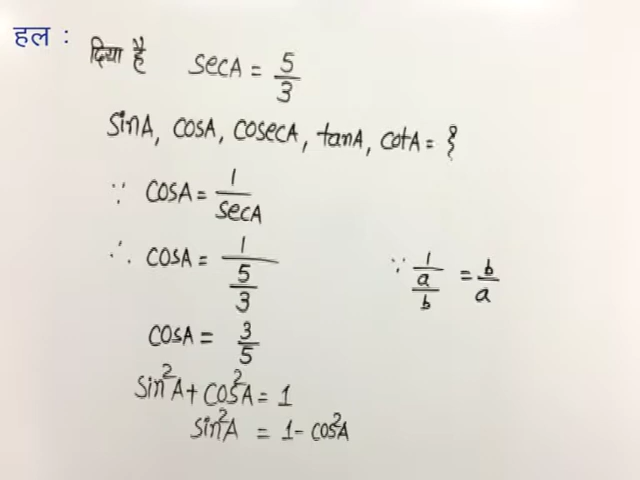 हल :
दिया है secA = 5/3
sinA, cosA, cosecA, tanA, cotA = {
∵ cosA = 1/secA
∴ cosA = 1/(5/3) ∵ 1/(a/b) = b/a
cosA = 3/5
sin²A + cos²A = 1
sin²A = 1 - cos²A